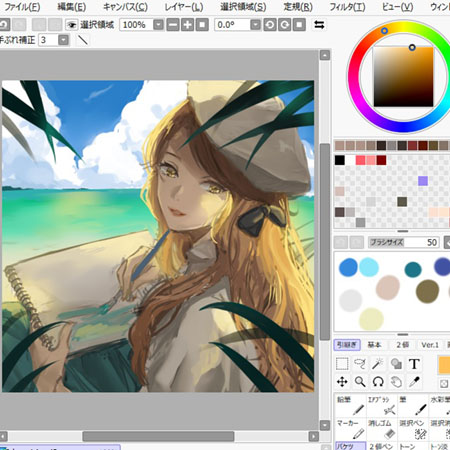 ファイル(F) 編集(E) キャンバス(C) レイヤー(L) 選択領域(S) 定規(R) フィルタ(T) ビュー(V) ウィン
選択領域 100% 0.0°
手ぶれ補正 3
ブラシサイズ 50
引継ぎ 基本 2値 Ver.1
T
鉛筆 エアブラシ 筆 水彩筆
マーカー 消しゴム 選択ペン 選択消
バケツ 2値ペン トーン